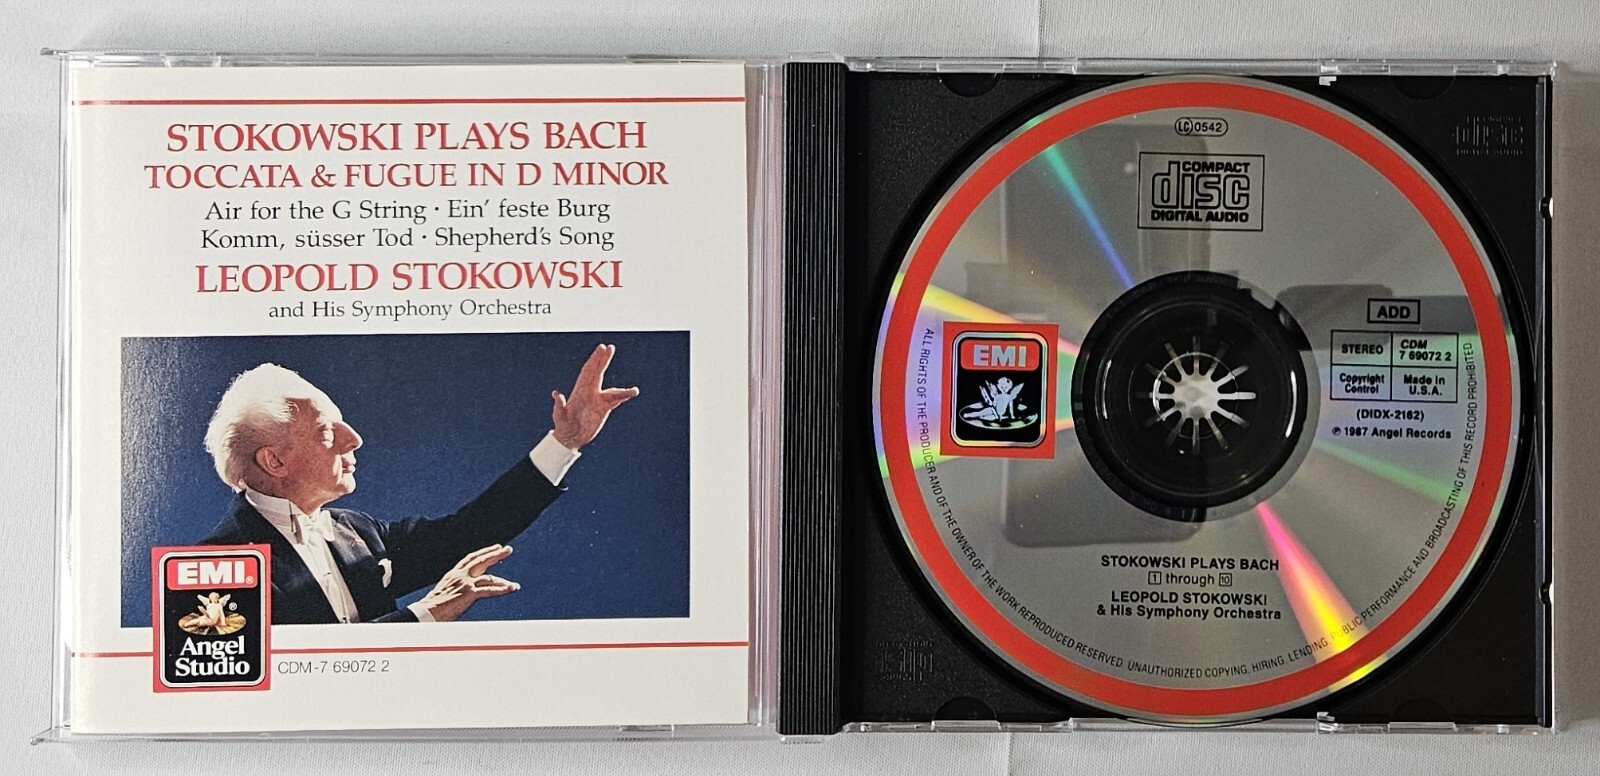 STOKOWSKI PLAYS BACH
TOCCATA & FUGUE IN D MINOR
Air for the G String · Ein' feste Burg
Komm, süsser Tod · Shepherd's Song
LEOPOLD STOKOWSKI
and His Symphony Orchestra
EMI®
®
Angel
Studio
CDM-7 69072 2
LC 0542
COMPACT
disc
DIGITAL AUDIO
EMI
ADD
STEREO
CDM
7 69072 2
Copyright
Control
Made in
U.S.A.
(DIDX-2162)
℗ 1987 Angel Records
STOKOWSKI PLAYS BACH
1 through 10
LEOPOLD STOKOWSKI
& His Symphony Orchestra
ALL RIGHTS OF THE PRODUCER AND OF THE OWNER OF THE WORK REPRODUCED RESERVED. UNAUTHORIZED COPYING, HIRING, LENDING, PUBLIC PERFORMANCE AND BROADCASTING OF THIS RECORD PROHIBITED.